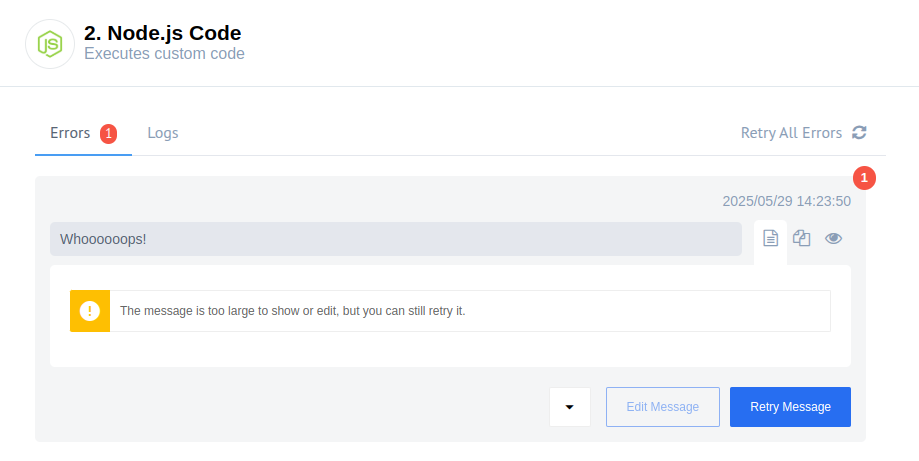 2. Node.js Code
Executes custom code
Errors 1
Logs
Retry All Errors
1
2025/05/29 14:23:50
Whoooooops!
The message is too large to show or edit, but you can still retry it.
Edit Message
Retry Message